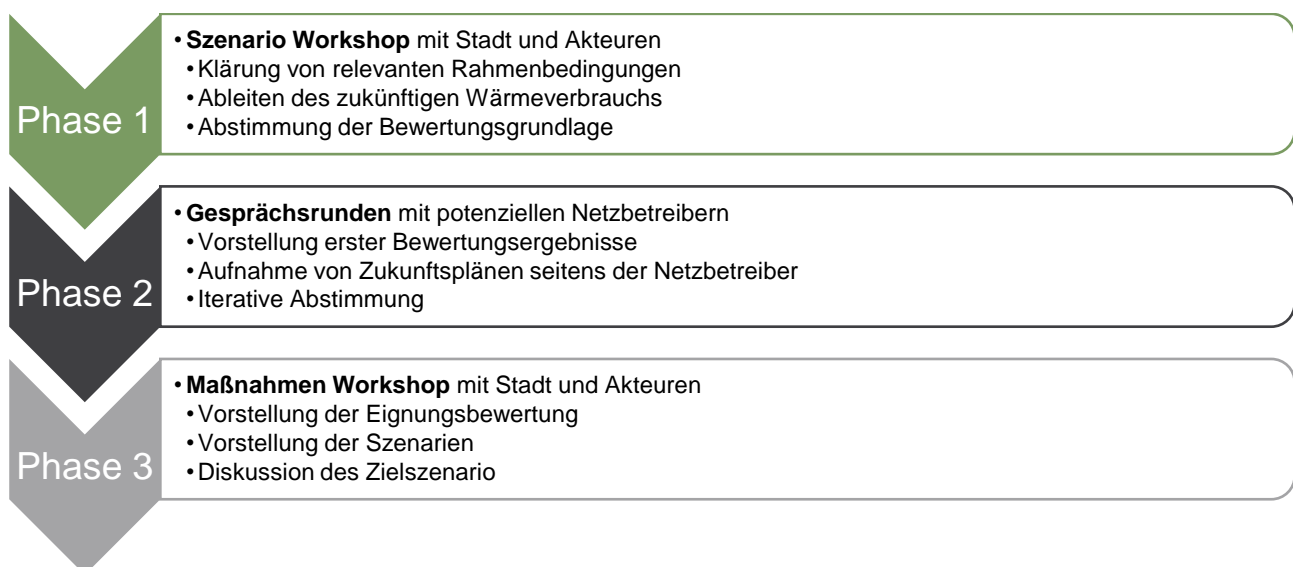 Phase 1
• Szenario Workshop mit Stadt und Akteuren
• Klärung von relevanten Rahmenbedingungen
• Ableiten des zukünftigen Wärmeverbrauchs
• Abstimmung der Bewertungsgrundlage
Phase 2
• Gesprächsrunden mit potenziellen Netzbetreibern
• Vorstellung erster Bewertungsergebnisse
• Aufnahme von Zukunftsplänen seitens der Netzbetreiber
• Iterative Abstimmung
Phase 3
• Maßnahmen Workshop mit Stadt und Akteuren
• Vorstellung der Eignungsbewertung
• Vorstellung der Szenarien
• Diskussion des Zielszenario